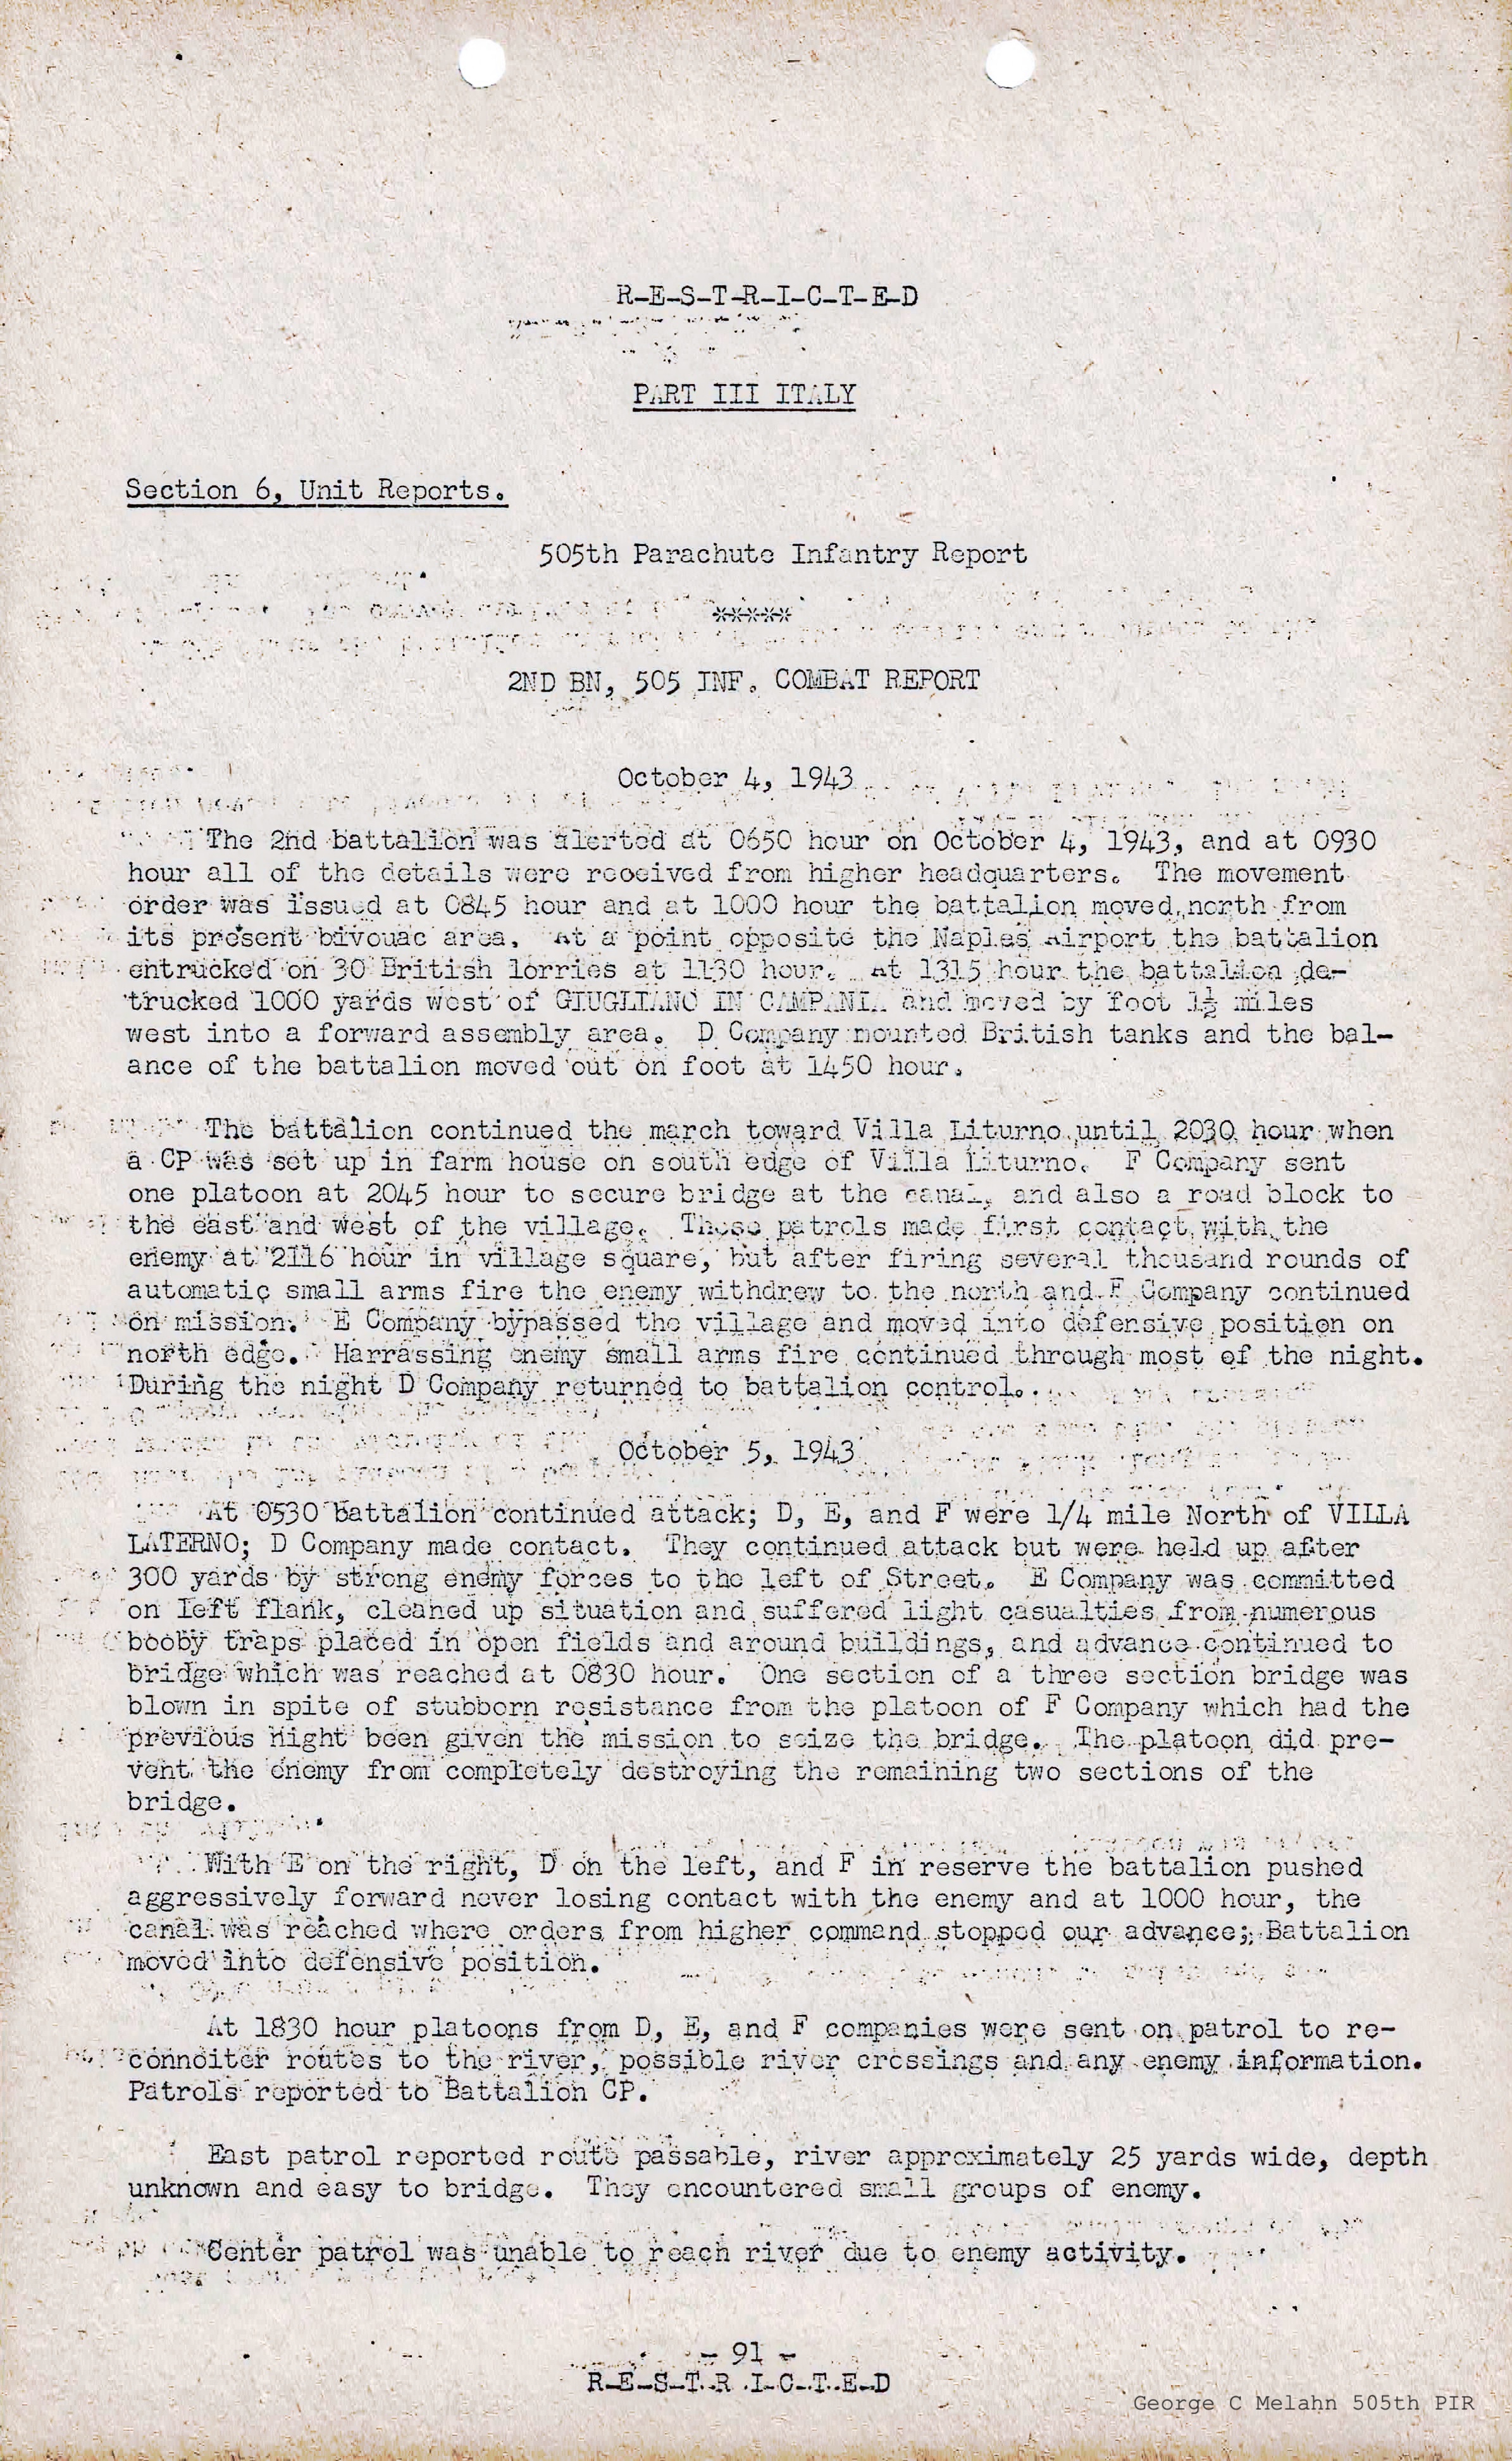 R-E-S-T-R-I-C-T-E-D
PART III ITALY
Section 6, Unit Reports.
505th Parachute Infantry Report
*****
2ND BN, 505 INF. COMBAT REPORT
October 4, 1943
The 2nd battalion was alerted at 0650 hour on October 4, 1943, and at 0930
hour all of the details were received from higher headquarters. The movement
order was issued at 0845 hour and at 1000 hour the battalion moved north from
its present bivouac area. At a point opposite the Naples Airport the battalion
entrucked on 30 British lorries at 1130 hour. At 1315 hour the battalion de-
trucked 1000 yards west of GIUGLIANO IN CAMPANIA and moved by foot 1½ miles
west into a forward assembly area. D Company mounted British tanks and the bal-
ance of the battalion moved out on foot at 1450 hour.
The battalion continued the march toward Villa Liturno until 2030 hour when
a CP was set up in farm house on south edge of Villa Liturno. F Company sent
one platoon at 2045 hour to secure bridge at the canal, and also a road block to
the east and west of the village. These patrols made first contact with the
enemy at 2116 hour in village square, but after firing several thousand rounds of
automatic small arms fire the enemy withdrew to the north and F Company continued
on mission. E Company bypassed the village and moved into defensive position on
north edge. Harrassing enemy small arms fire continued through most of the night.
During the night D Company returned to battalion control.
October 5, 1943
At 0530 battalion continued attack; D, E, and F were 1/4 mile North of VILLA
LATERNO; D Company made contact. They continued attack but were held up after
300 yards by strong enemy forces to the left of Street. E Company was committed
on left flank, cleaned up situation and suffered light casualties from numerous
booby traps placed in open fields and around buildings, and advance continued to
bridge which was reached at 0830 hour. One section of a three section bridge was
blown in spite of stubborn resistance from the platoon of F Company which had the
previous night been given the mission to seize the bridge. The platoon did pre-
vent the enemy from completely destroying the remaining two sections of the
bridge.
With E on the right, D on the left, and F in reserve the battalion pushed
aggressively forward never losing contact with the enemy and at 1000 hour, the
canal was reached where orders from higher command stopped our advance; Battalion
moved into defensive position.
At 1830 hour platoons from D, E, and F companies were sent on patrol to re-
connoiter routes to the river, possible river crossings and any enemy information.
Patrols reported to Battalion CP.
East patrol reported route passable, river approximately 25 yards wide, depth
unknown and easy to bridge. They encountered small groups of enemy.
Center patrol was unable to reach river due to enemy activity.
- 91 -
R-E-S-T-R-I-C-T-E-D
George C Melahn 505th PIR